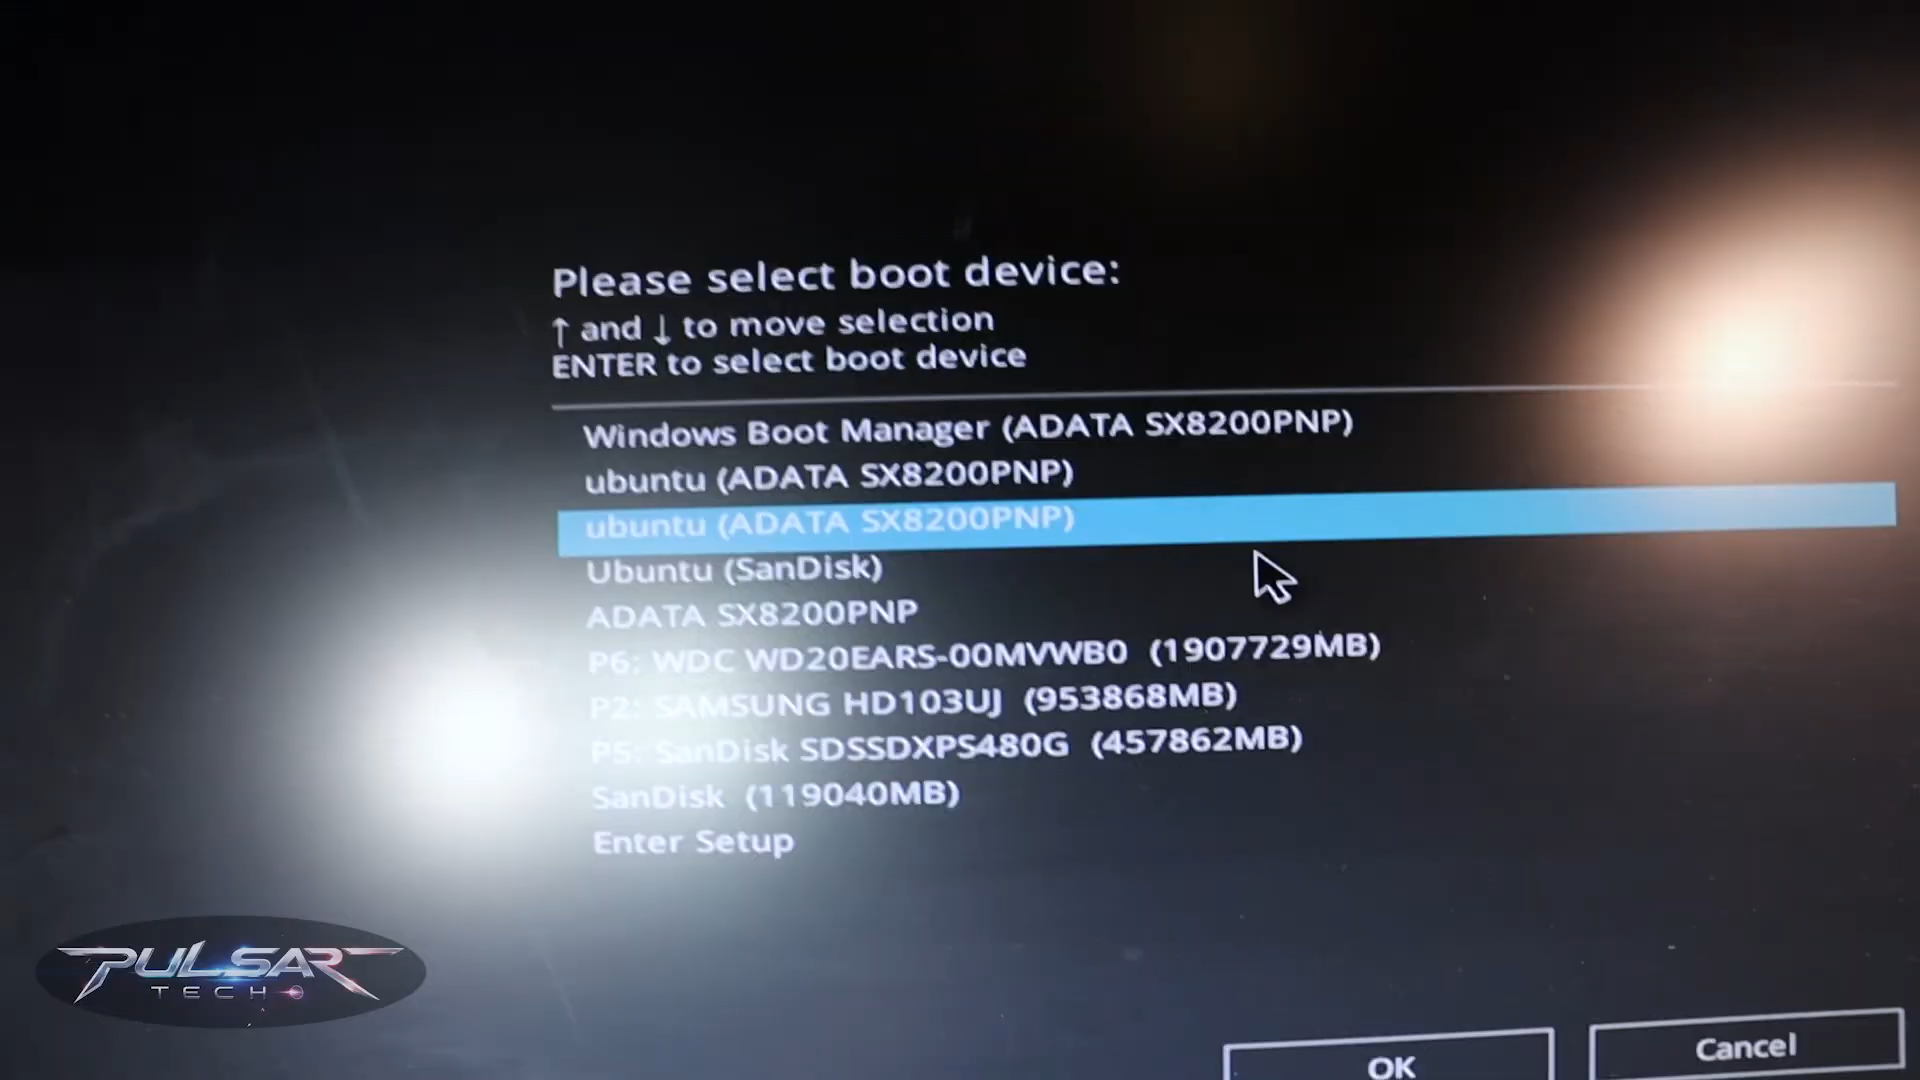 Please select boot device:
↑ and ↓ to move selection
ENTER to select boot device
Windows Boot Manager (ADATA SX8200PNP)
ubuntu (ADATA SX8200PNP)
ubuntu (ADATA SX8200PNP)
Ubuntu (SanDisk)
ADATA SX8200PNP
P6: WDC WD20EARS-00MVWB0 (1907729MB)
P2: SAMSUNG HD103UJ (953868MB)
P5: SanDisk SDSSDXPS480G (457862MB)
SanDisk (119040MB)
Enter Setup
OK
Cancel
PULSAR
TECH